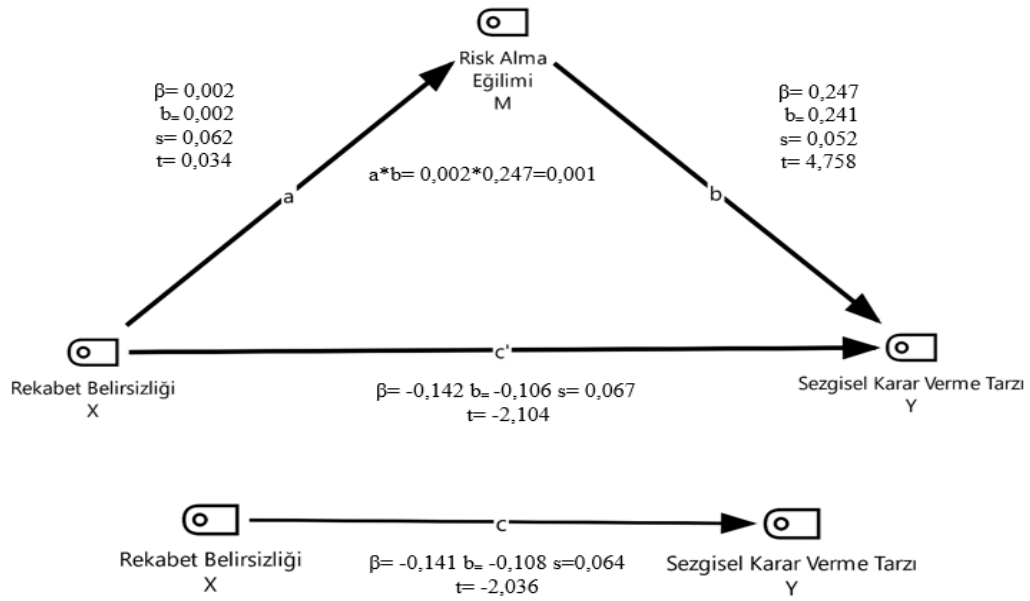 Risk Alma
Eğilimi
M
β= 0,002
b= 0,002
s= 0,062
t= 0,034
β= 0,247
b= 0,241
s= 0,052
t= 4,758
a*b= 0,002*0,247=0,001
a
b
c'
Rekabet Belirsizliği
X
β= -0,142 b= -0,106 s= 0,067
t= -2,104
Sezgisel Karar Verme Tarzı
Y
c
Rekabet Belirsizliği
X
β= -0,141 b= -0,108 s=0,064
t= -2,036
Sezgisel Karar Verme Tarzı
Y